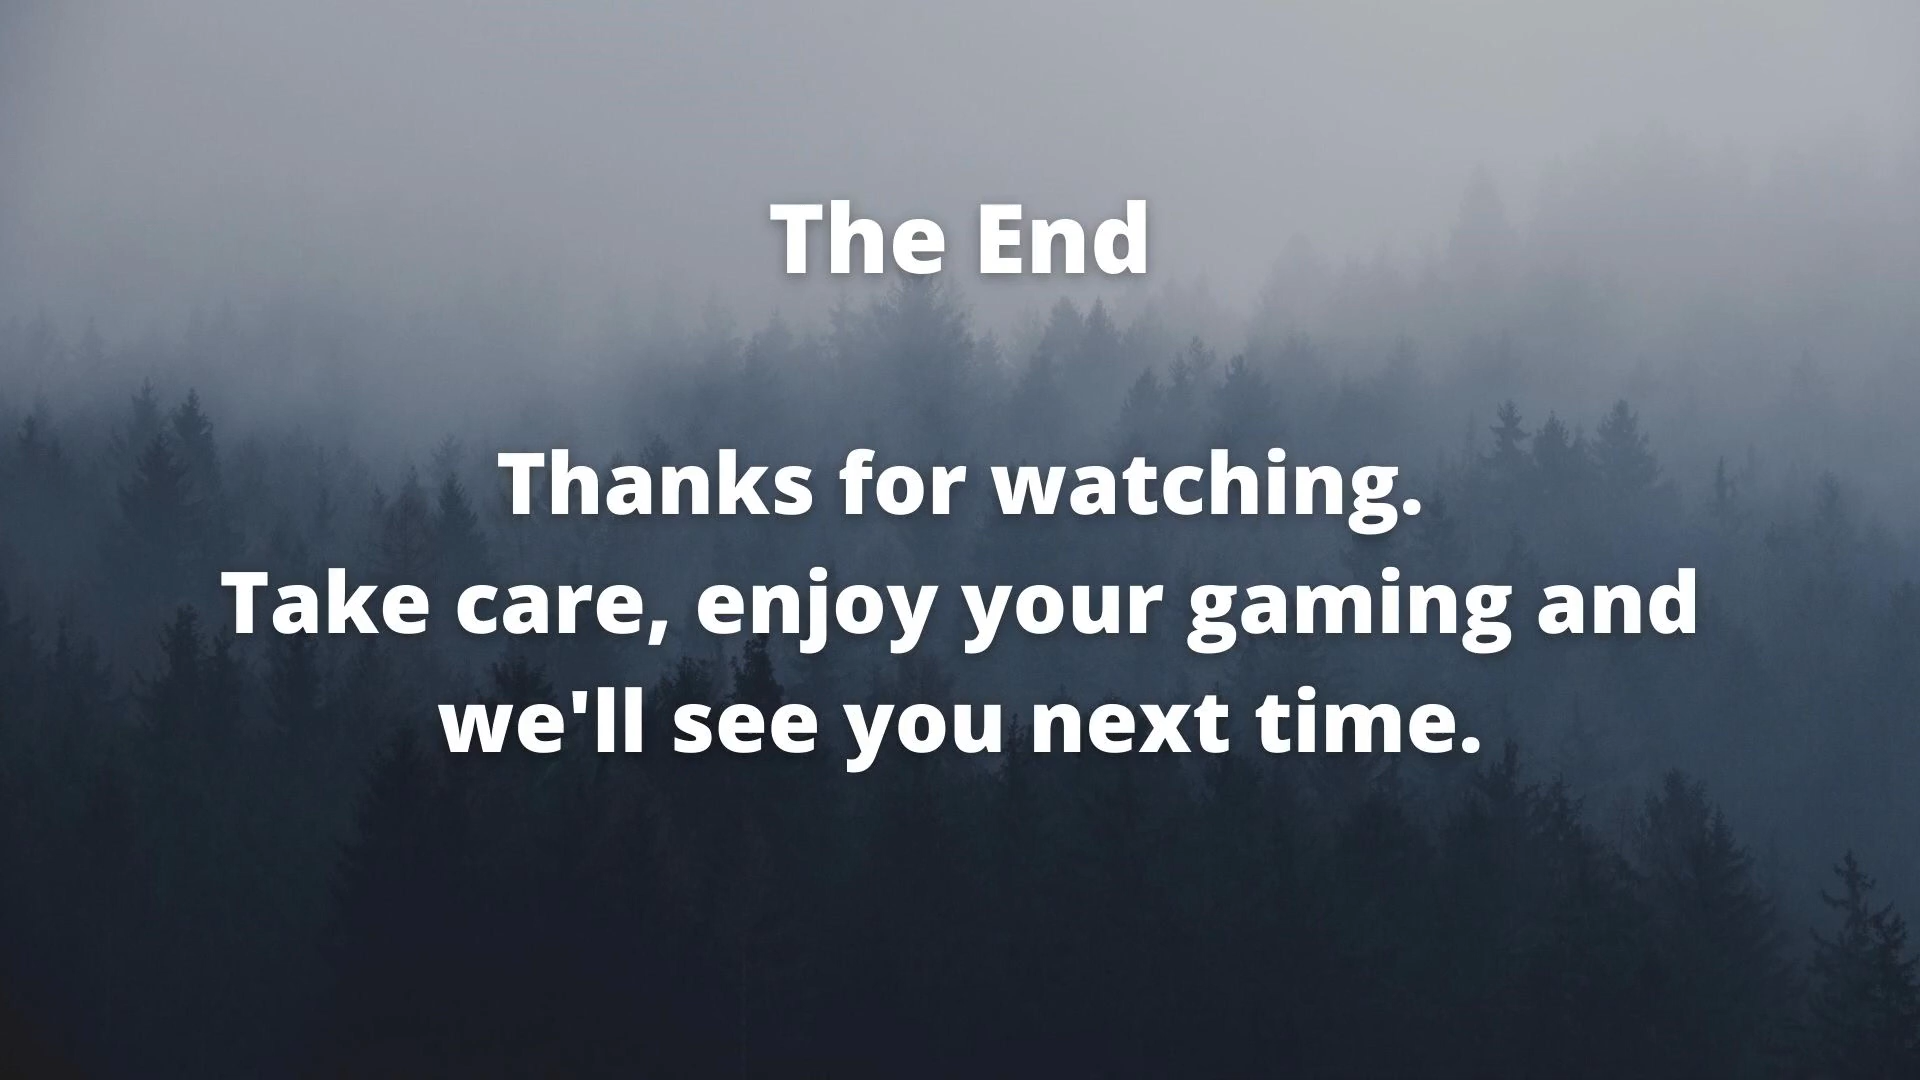 The End
Thanks for watching.
Take care, enjoy your gaming and
we'll see you next time.